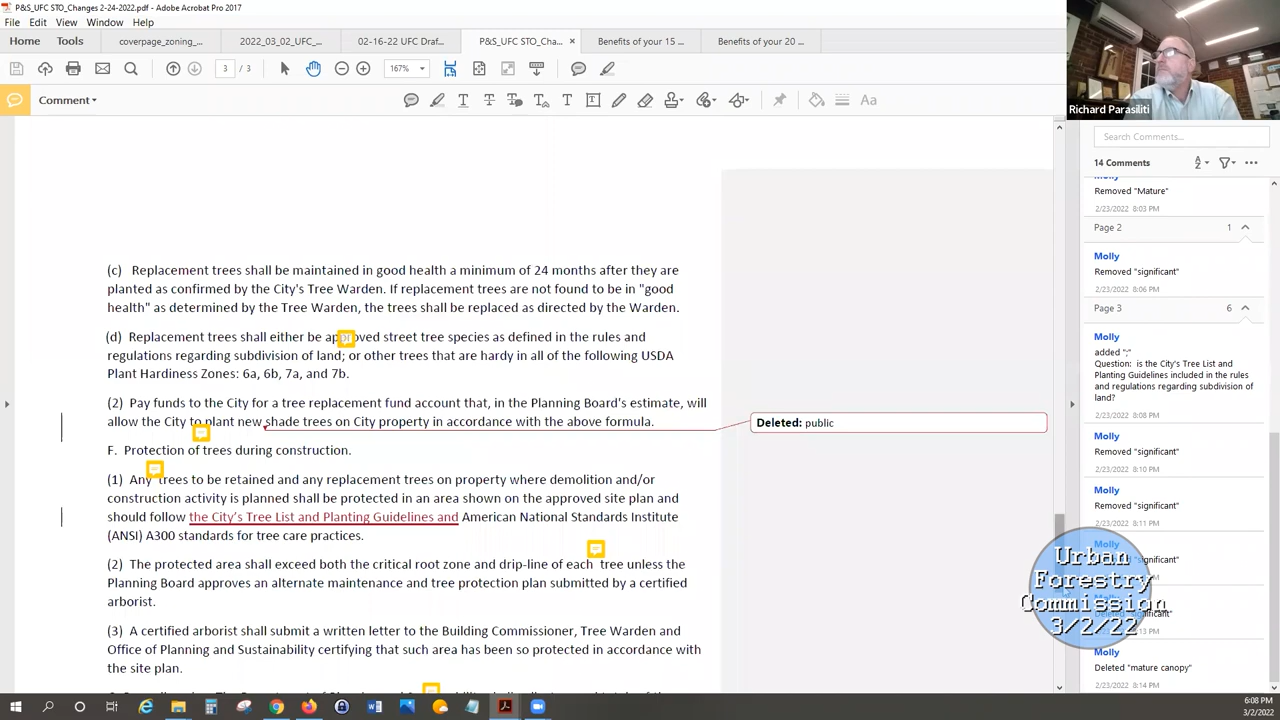 P&S_UFC STO_Changes 2-24-2022.pdf - Adobe Acrobat Pro 2017
File Edit View Window Help
Home Tools coverpage_zoning_... 2022_03_02_UFC_... 02-16-22 UFC Draf... P&S_UFC STO_Cha... × Benefits of your 15 ... Benefits of your 20 ...
3 / 3 167%
Richard Parasiliti
Comment
Aa
Search Comments...
14 Comments
Molly
Removed "Mature"
2/23/2022 8:03 PM
Page 2 1
Molly
Removed "significant"
2/23/2022 8:06 PM
Page 3 6
Molly
added ";"
Question: is the City's Tree List and
Planting Guidelines included in the rules
and regulations regarding subdivision of
land?
2/23/2022 8:08 PM
Molly
Removed "significant"
2/23/2022 8:10 PM
Molly
Removed "significant"
2/23/2022 8:11 PM
Molly
"significant"
Molly
Deleted "significant"
Molly
Deleted "mature canopy"
2/23/2022 8:14 PM
(c) Replacement trees shall be maintained in good health a minimum of 24 months after they are
planted as confirmed by the City's Tree Warden. If replacement trees are not found to be in "good
health" as determined by the Tree Warden, the trees shall be replaced as directed by the Warden.
(d) Replacement trees shall either be approved street tree species as defined in the rules and
regulations regarding subdivision of land; or other trees that are hardy in all of the following USDA
Plant Hardiness Zones: 6a, 6b, 7a, and 7b.
(2) Pay funds to the City for a tree replacement fund account that, in the Planning Board's estimate, will
allow the City to plant new shade trees on City property in accordance with the above formula.
Deleted: public
F. Protection of trees during construction.
(1) Any trees to be retained and any replacement trees on property where demolition and/or
construction activity is planned shall be protected in an area shown on the approved site plan and
should follow the City's Tree List and Planting Guidelines and American National Standards Institute
(ANSI) A300 standards for tree care practices.
(2) The protected area shall exceed both the critical root zone and drip-line of each tree unless the
Planning Board approves an alternate maintenance and tree protection plan submitted by a certified
arborist.
(3) A certified arborist shall submit a written letter to the Building Commissioner, Tree Warden and
Office of Planning and Sustainability certifying that such area has been so protected in accordance with
the site plan.
Urban
Forestry
Commission
3/2/22
6:08 PM
3/2/2022